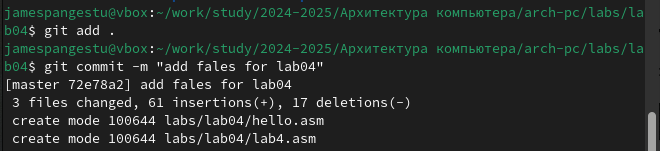 jamespangestu@vbox:~/work/study/2024-2025/Архитектура компьютера/arch-pc/labs/la
b04$ git add .
jamespangestu@vbox:~/work/study/2024-2025/Архитектура компьютера/arch-pc/labs/la
b04$ git commit -m "add fales for lab04"
[master 72e78a2] add fales for lab04
 3 files changed, 61 insertions(+), 17 deletions(-)
 create mode 100644 labs/lab04/hello.asm
 create mode 100644 labs/lab04/lab4.asm